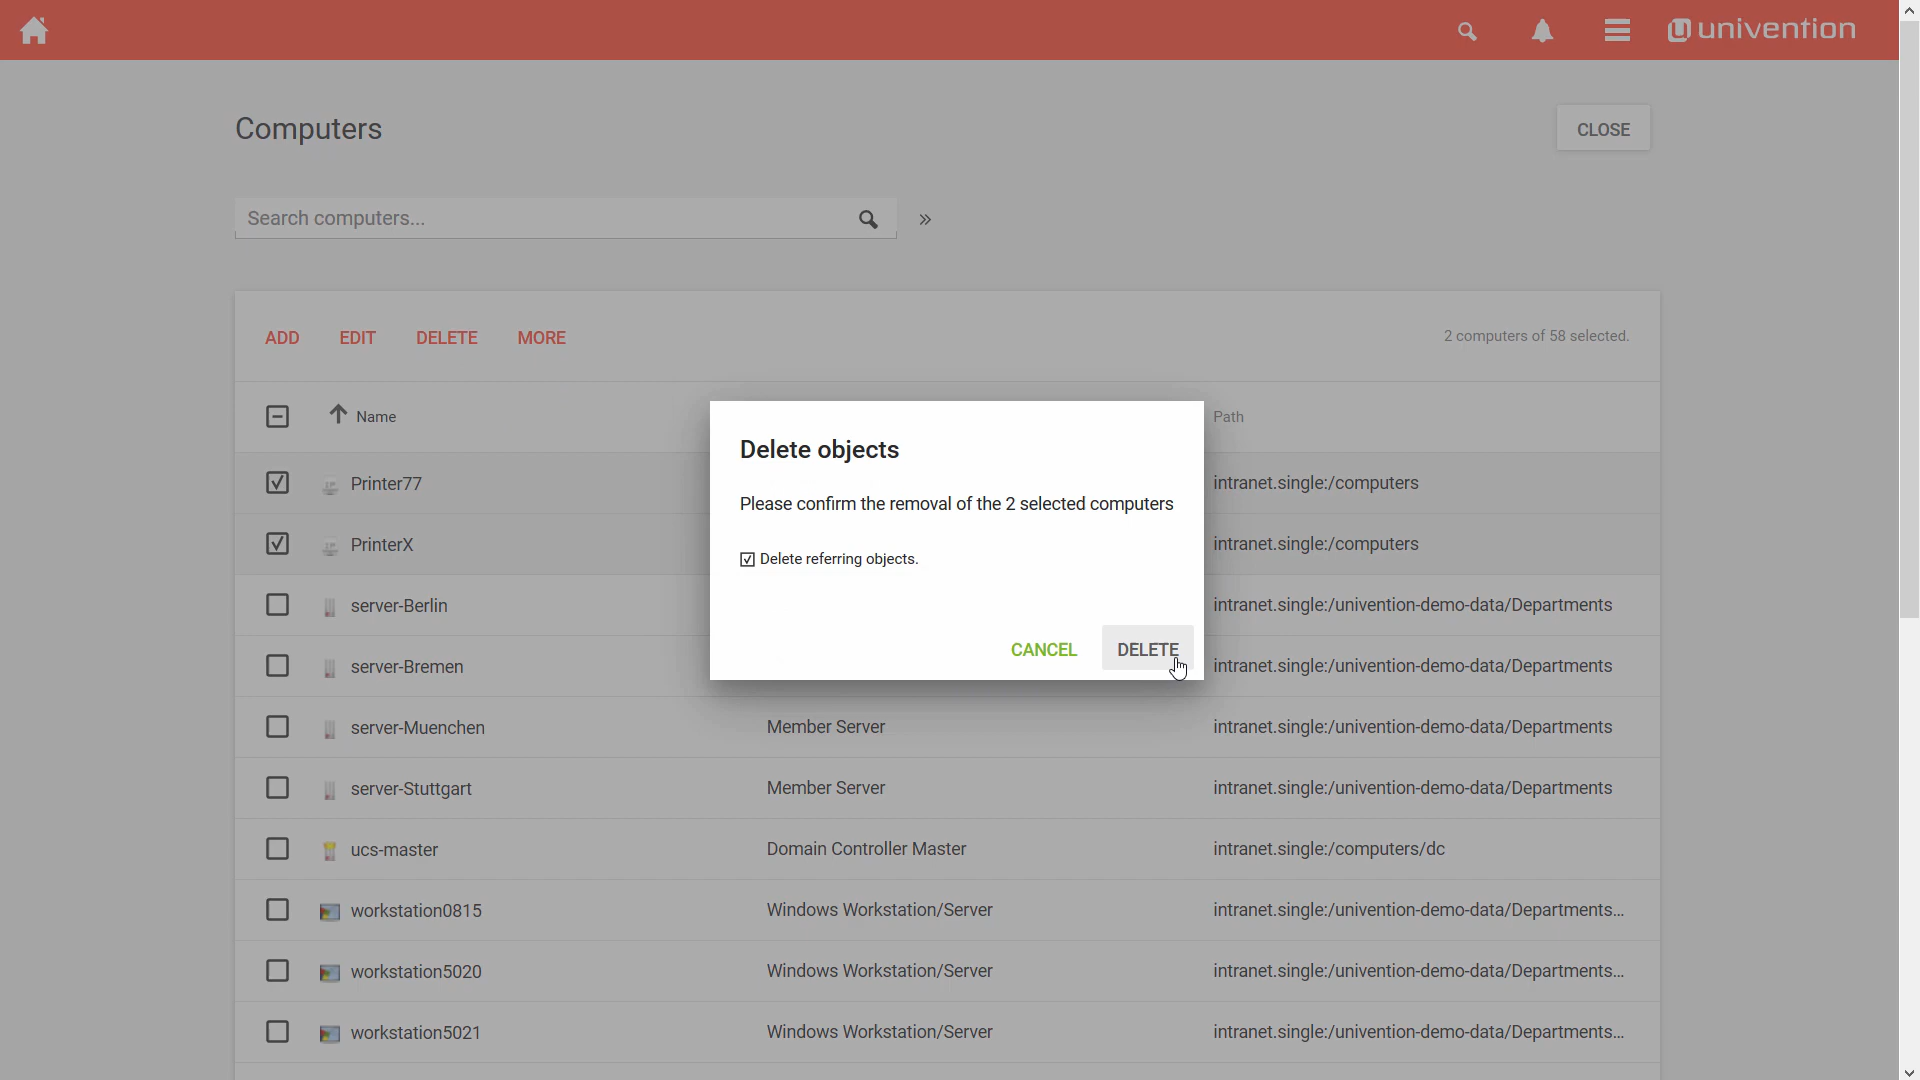 univention
Computers
CLOSE
Search computers...
ADD EDIT DELETE MORE
2 computers of 58 selected.
Name Path
Printer77 intranet.single:/computers
PrinterX intranet.single:/computers
server-Berlin intranet.single:/univention-demo-data/Departments
server-Bremen intranet.single:/univention-demo-data/Departments
server-Muenchen Member Server intranet.single:/univention-demo-data/Departments
server-Stuttgart Member Server intranet.single:/univention-demo-data/Departments
ucs-master Domain Controller Master intranet.single:/computers/dc
workstation0815 Windows Workstation/Server intranet.single:/univention-demo-data/Departments...
workstation5020 Windows Workstation/Server intranet.single:/univention-demo-data/Departments...
workstation5021 Windows Workstation/Server intranet.single:/univention-demo-data/Departments...
Delete objects
Please confirm the removal of the 2 selected computers
Delete referring objects.
CANCEL DELETE